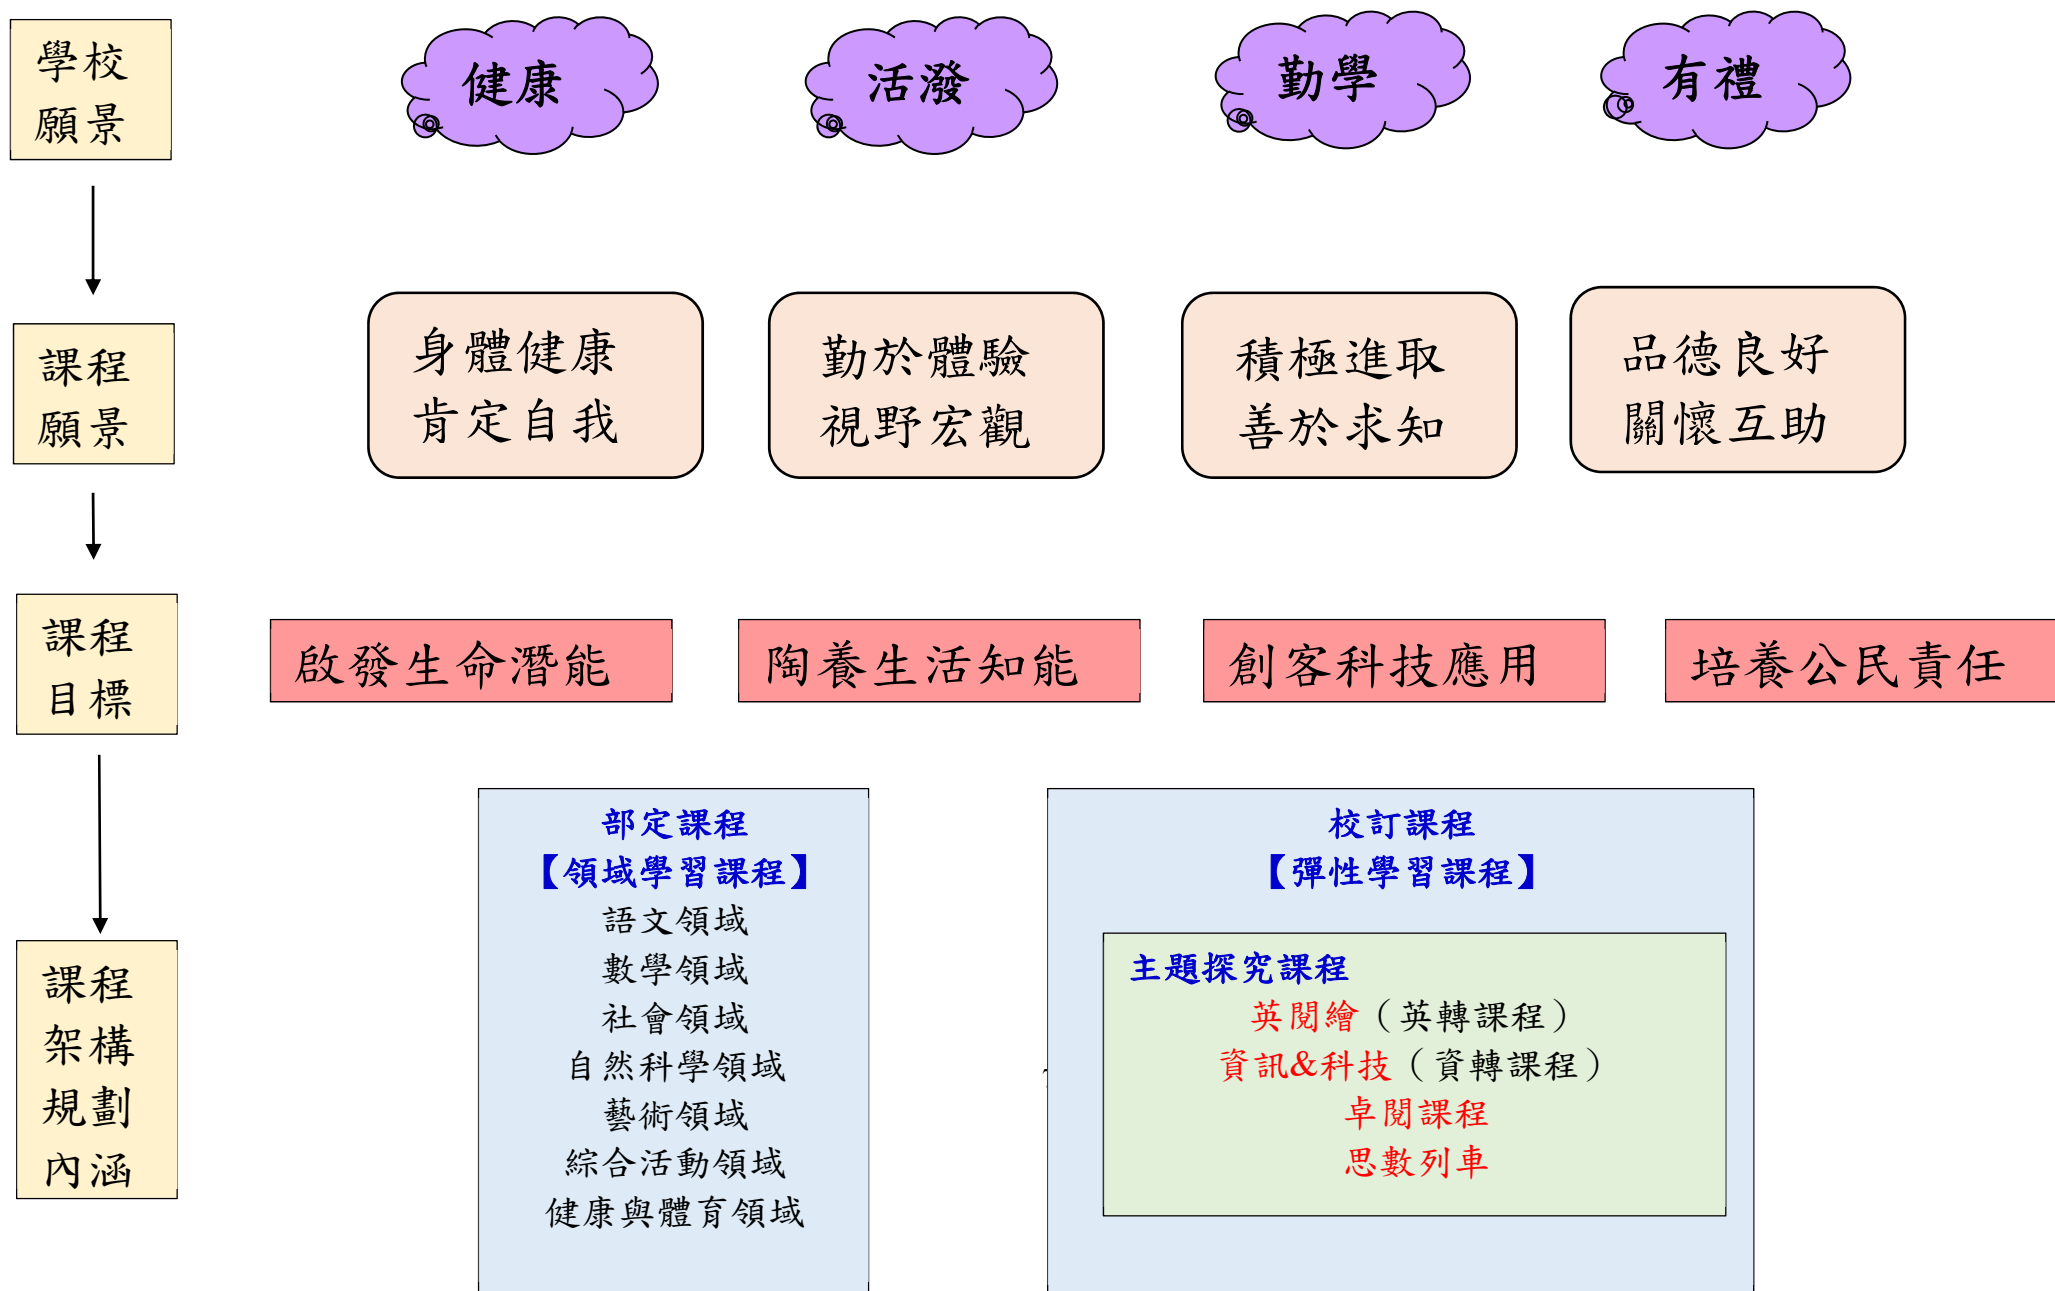 學校
願景
健康
活潑
勤學
有禮
課程
願景
身體健康
肯定自我
勤於體驗
視野宏觀
積極進取
善於求知
品德良好
關懷互助
課程
目標
啟發生命潛能
陶養生活知能
創客科技應用
培養公民責任
課程
架構
規劃
內涵
部定課程
【領域學習課程】
語文領域
數學領域
社會領域
自然科學領域
藝術領域
綜合活動領域
健康與體育領域
校訂課程
【彈性學習課程】
主題探究課程
英閱繪（英轉課程）
資訊&科技（資轉課程）
卓閱課程
思數列車